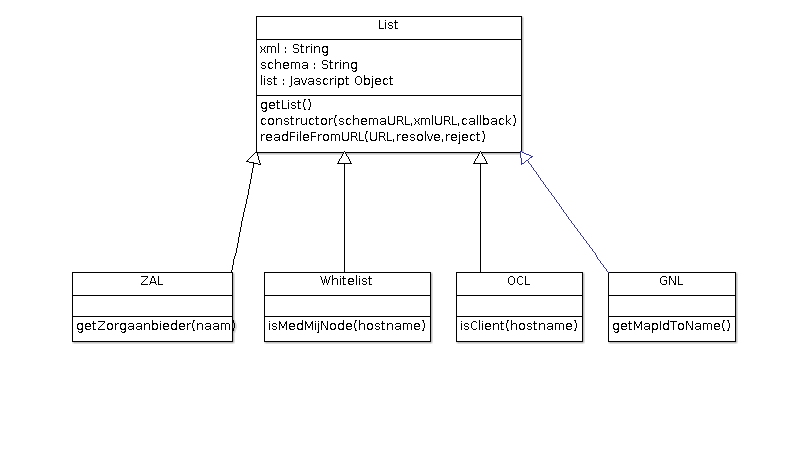 List
xml : String
schema : String
list : Javascript Object
getList()
constructor(schemaURL,xmlURL,callback)
readFileFromURL(URL,resolve,reject)
ZAL
getZorgaanbieder(naam)
Whitelist
isMedMijNode(hostname)
OCL
isClient(hostname)
GNL
getMapIdToName()